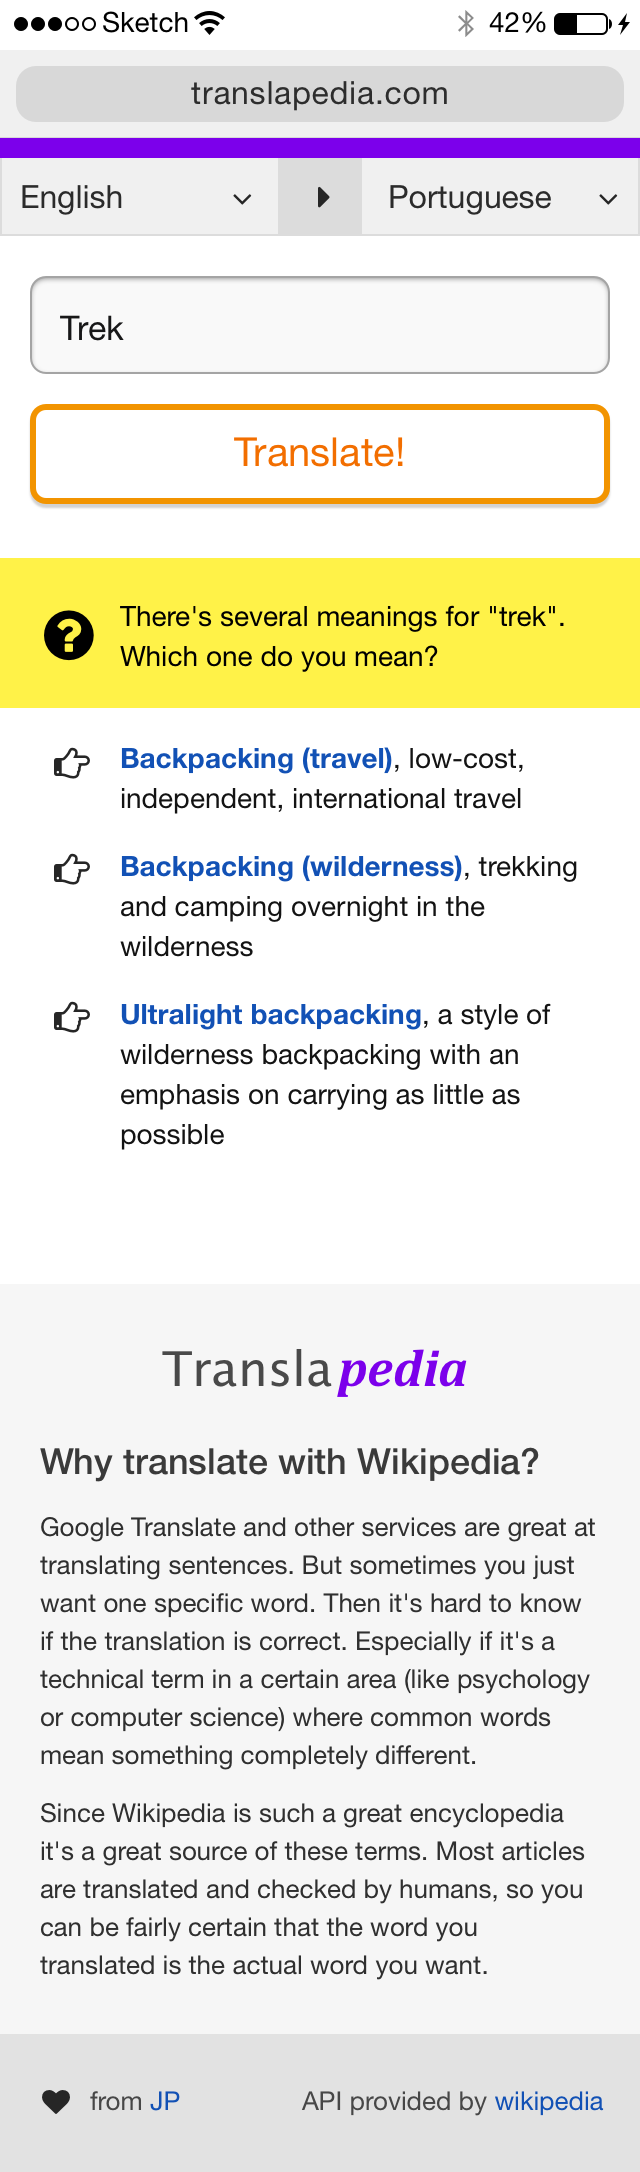 Sketch 42%
translapedia.com
English Portuguese
Trek
Translate!
There's several meanings for "trek".
Which one do you mean?
Backpacking (travel), low-cost,
independent, international travel
Backpacking (wilderness), trekking
and camping overnight in the
wilderness
Ultralight backpacking, a style of
wilderness backpacking with an
emphasis on carrying as little as
possible
Translapedia
Why translate with Wikipedia?
Google Translate and other services are great at
translating sentences. But sometimes you just
want one specific word. Then it's hard to know
if the translation is correct. Especially if it's a
technical term in a certain area (like psychology
or computer science) where common words
mean something completely different.
Since Wikipedia is such a great encyclopedia
it's a great source of these terms. Most articles
are translated and checked by humans, so you
can be fairly certain that the word you
translated is the actual word you want.
from JP API provided by wikipedia